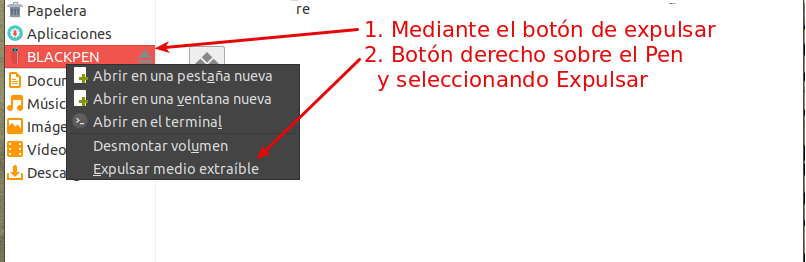 Papelera
re
Aplicaciones
BLACKPEN
Docum
Músic
Imáge
Vídeo
Descar
Abrir en una pestaña nueva
Abrir en una ventana nueva
Abrir en el terminal
Desmontar volumen
Expulsar medio extraíble
1. Mediante el botón de expulsar
2. Botón derecho sobre el Pen
y seleccionando Expulsar